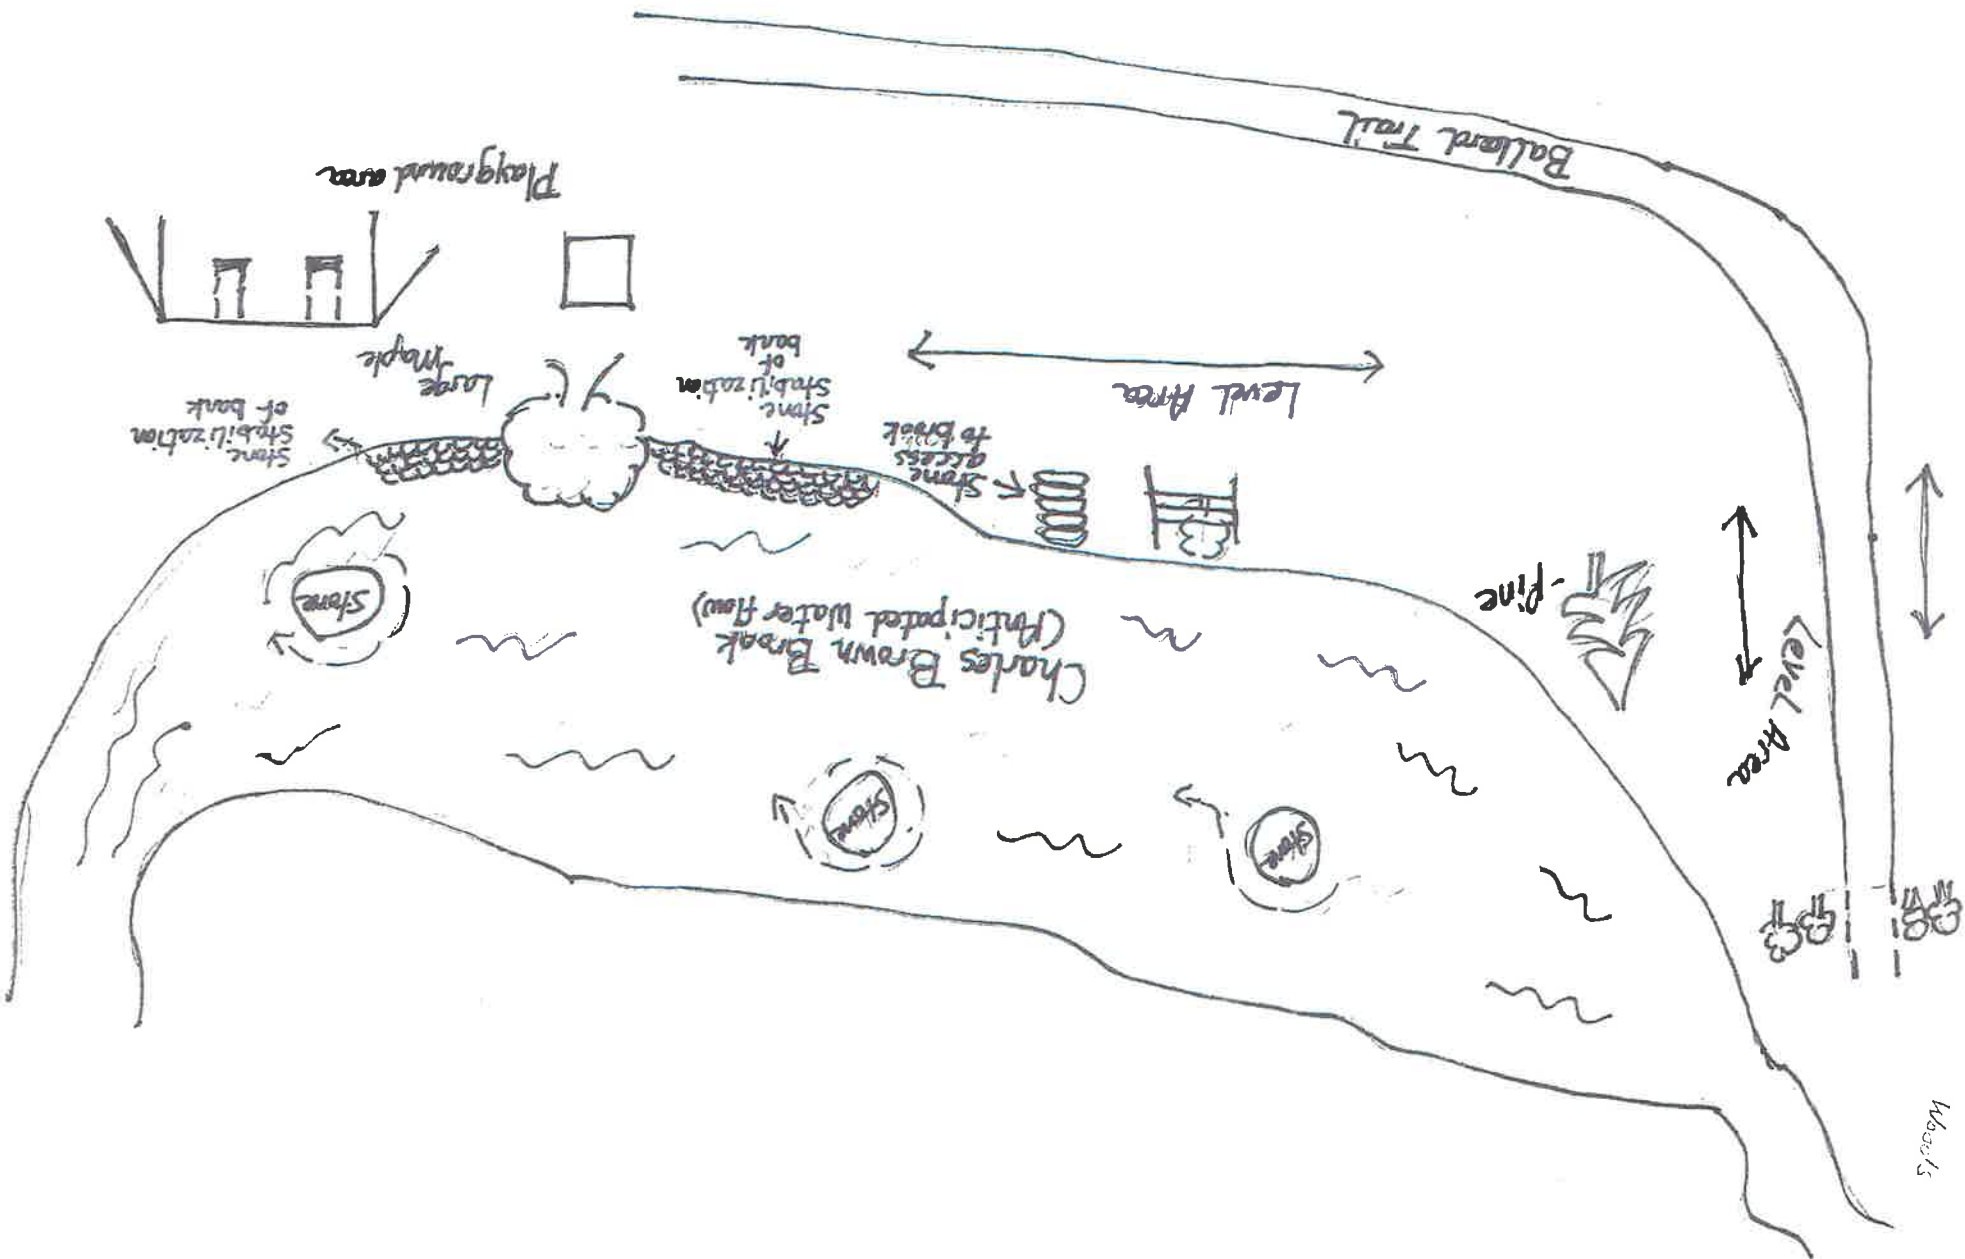 Woods
Level Area
Pine
Stone
Stone
Stone
Charles Brown Brook
(Anticipated Water flow)
Stone
access
to brook
Level Area
Stone
Stabilization
of
bank
Large
Maple
Stone
Stabilization
of bank
Playground area
Ballard Trail